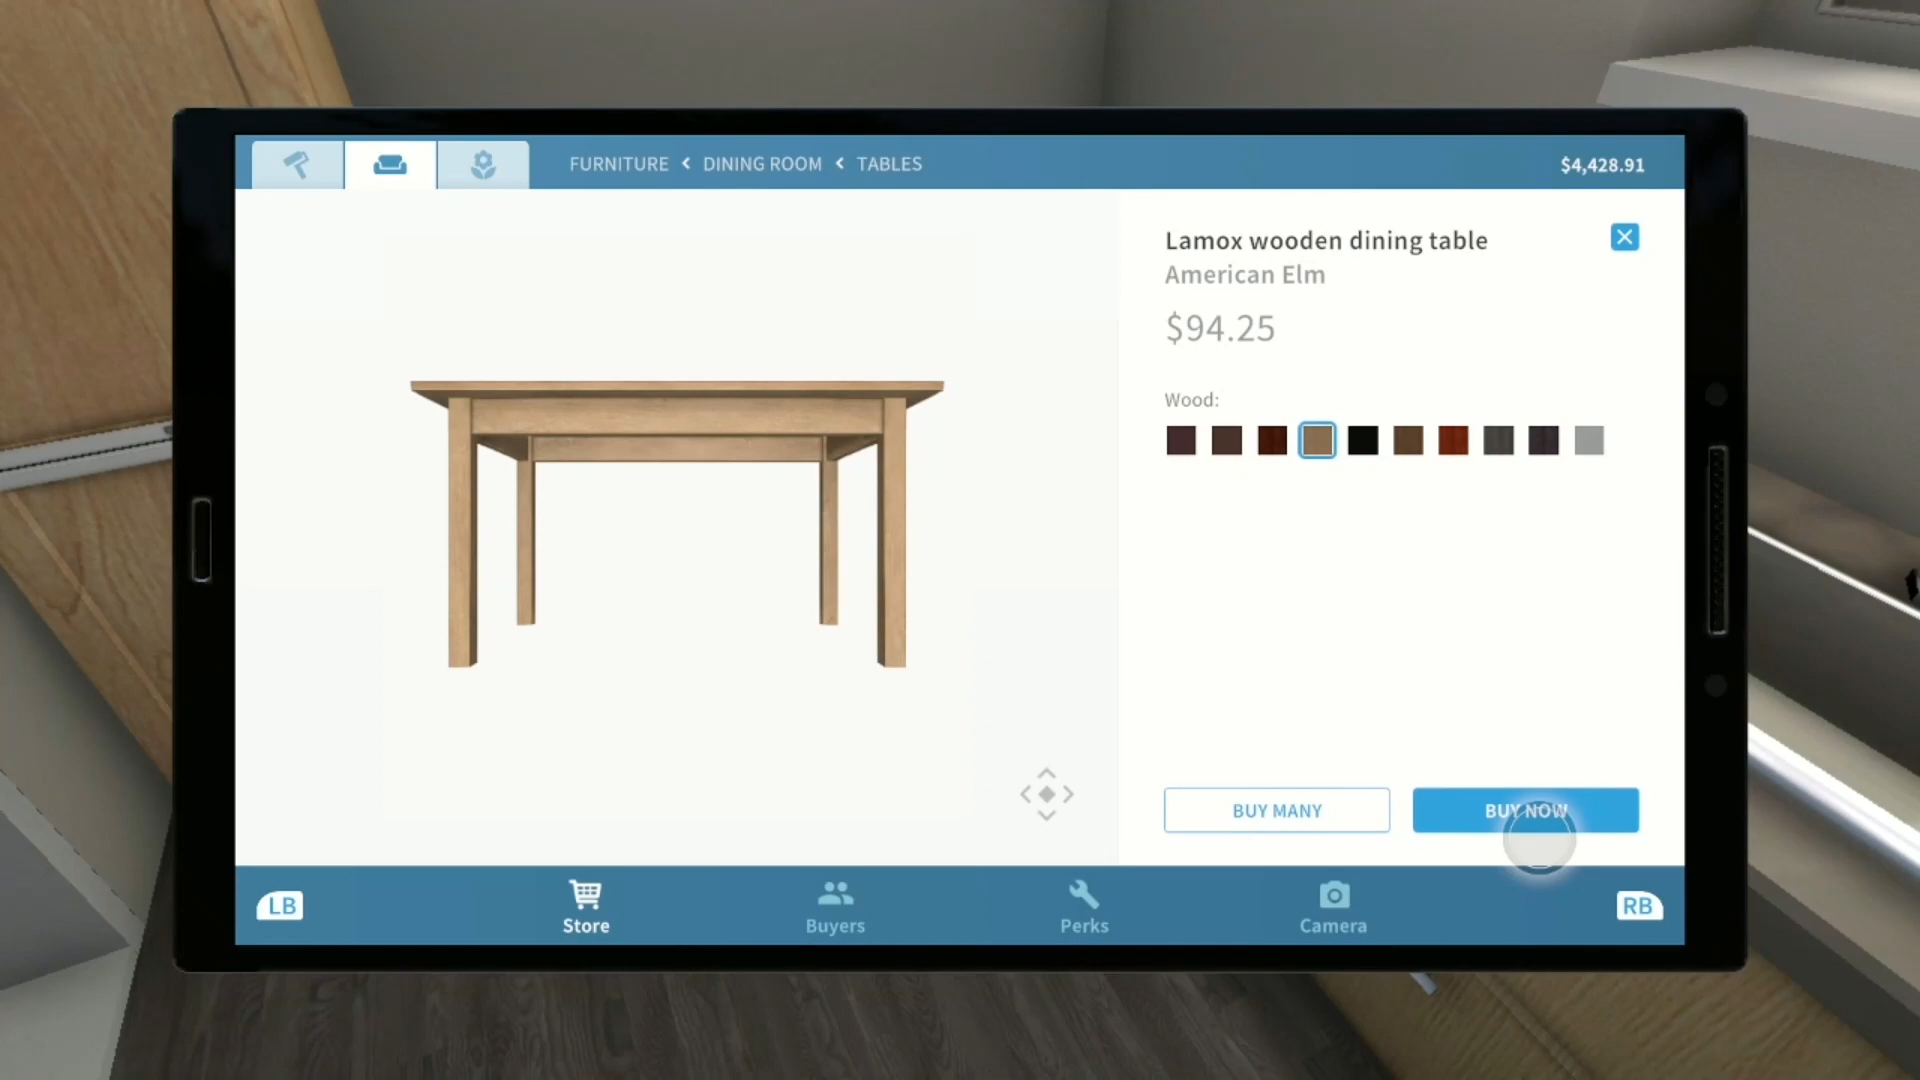 FURNITURE < DINING ROOM < TABLES
$4,428.91
Lamox wooden dining table
American Elm
$94.25
Wood:
BUY MANY
BUY NOW
LB
Store
Buyers
Perks
Camera
RB